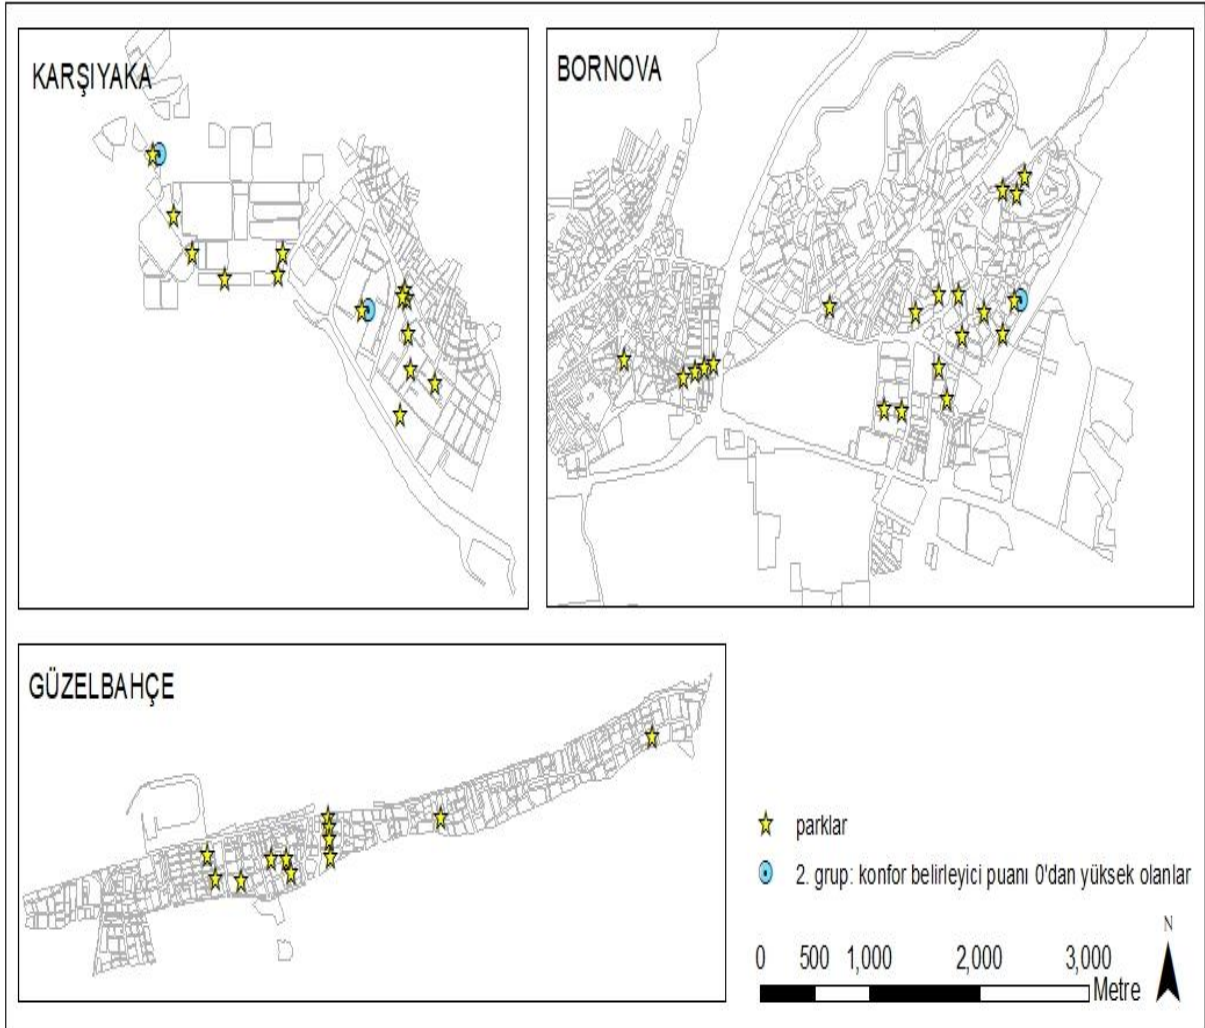 KARŞIYAKA
BORNOVA
GÜZELBAHÇE
parklar
2. grup: konfor belirleyici puanı 0'dan yüksek olanlar
N
0 500 1,000 2,000 3,000
Metre